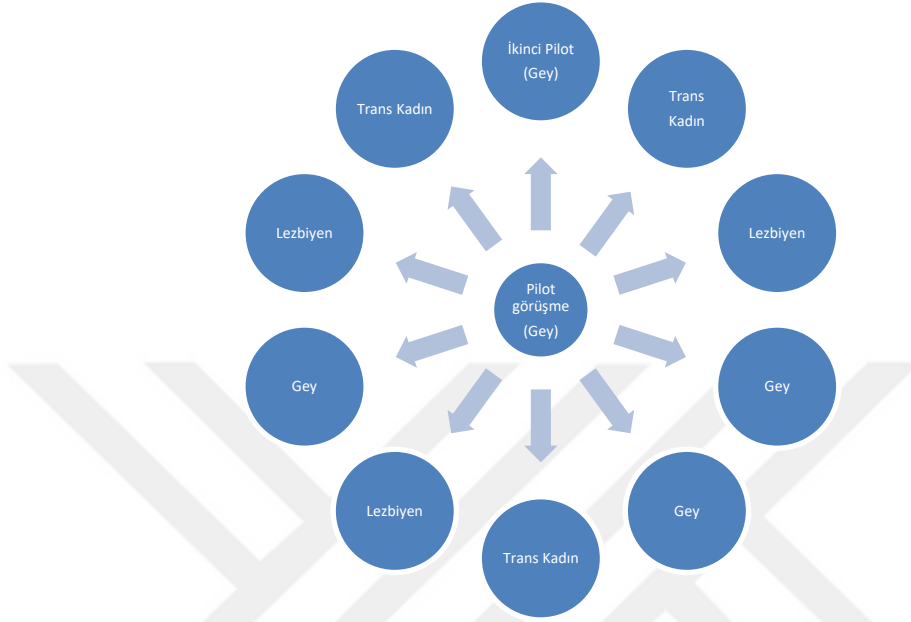 İkinci Pilot
(Gey)
Trans Kadın
Trans
Kadın
Lezbiyen
Lezbiyen
Pilot
görüşme
(Gey)
Gey
Gey
Lezbiyen
Gey
Trans Kadın